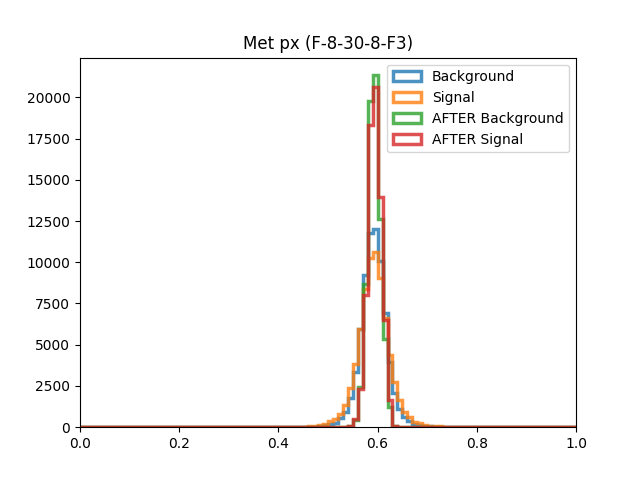 Met px (F-8-30-8-F3)
Background
Signal
AFTER Background
AFTER Signal
20000
17500
15000
12500
10000
7500
5000
2500
0
0.0 0.2 0.4 0.6 0.8 1.0